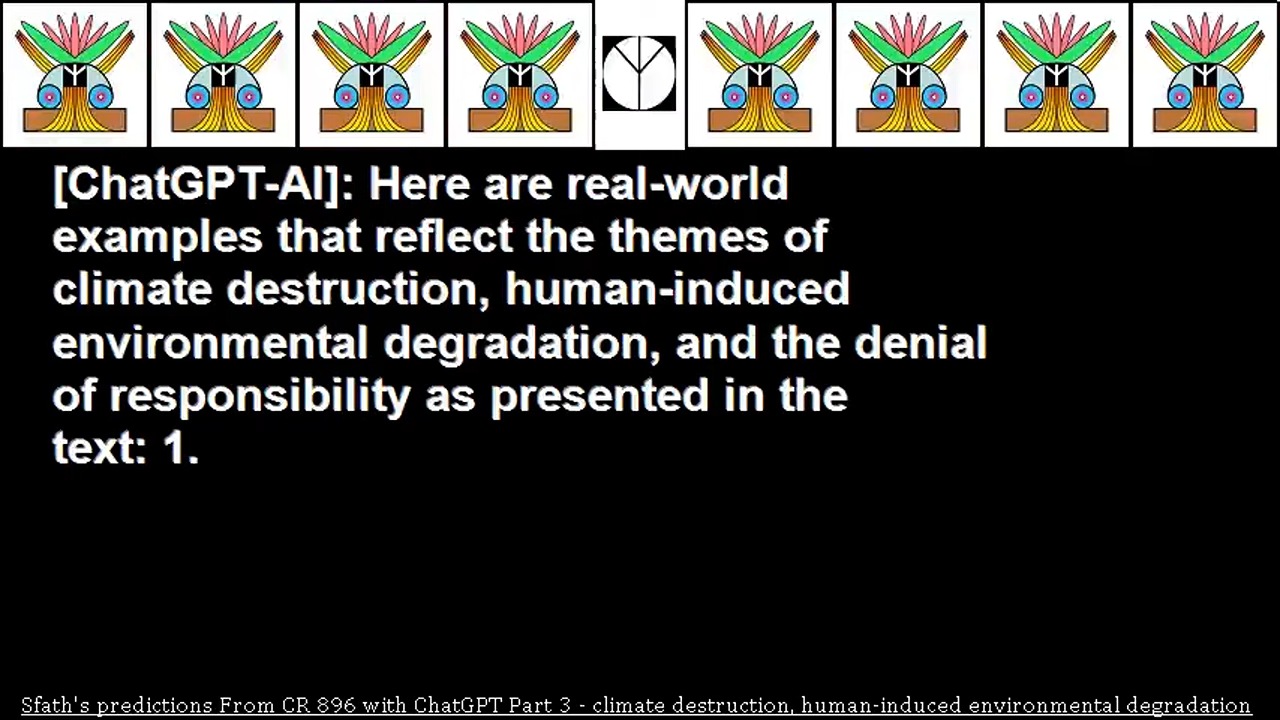 [ChatGPT-AI]: Here are real-world
examples that reflect the themes of
climate destruction, human-induced
environmental degradation, and the denial
of responsibility as presented in the
text: 1.
Sfath's predictions From CR 896 with ChatGPT Part 3 - climate destruction, human-induced environmental degradation